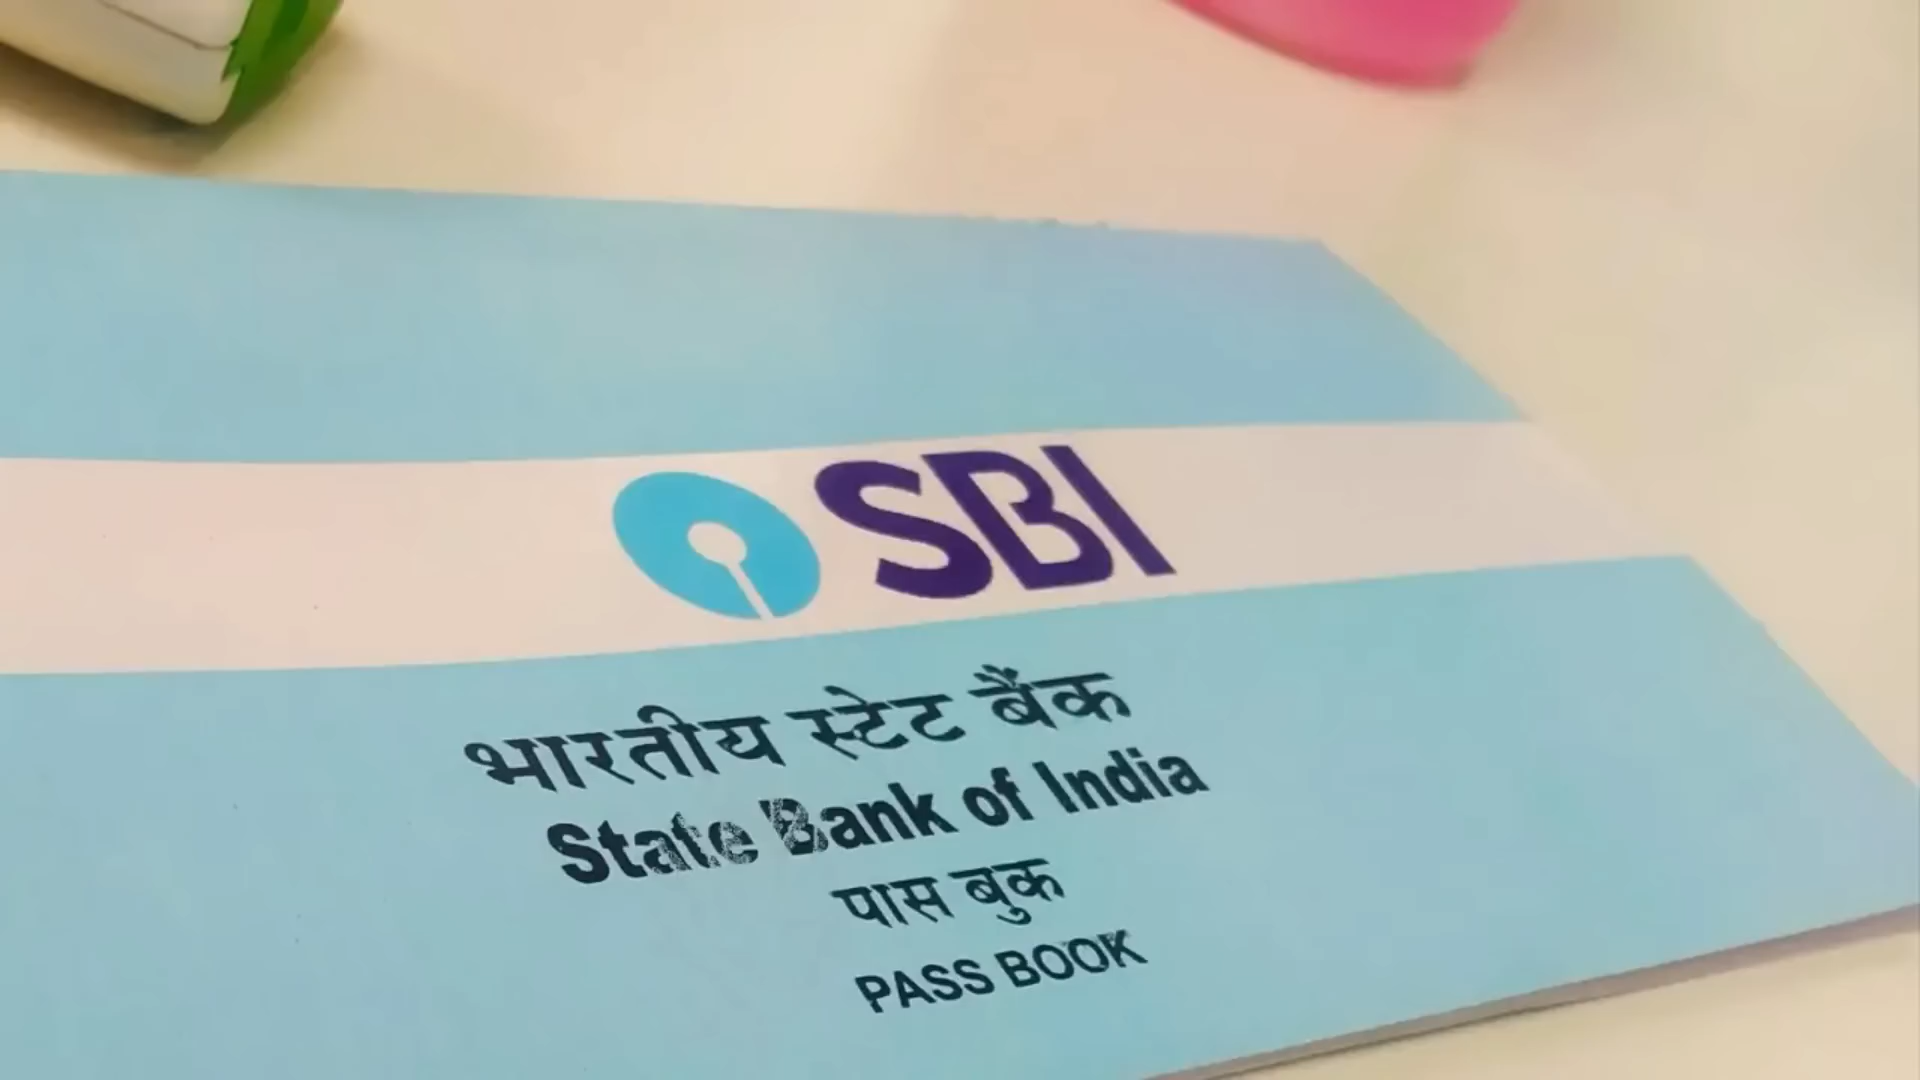 SBI
भारतीय स्टेट बैंक
State Bank of India
पास बुक
PASS BOOK